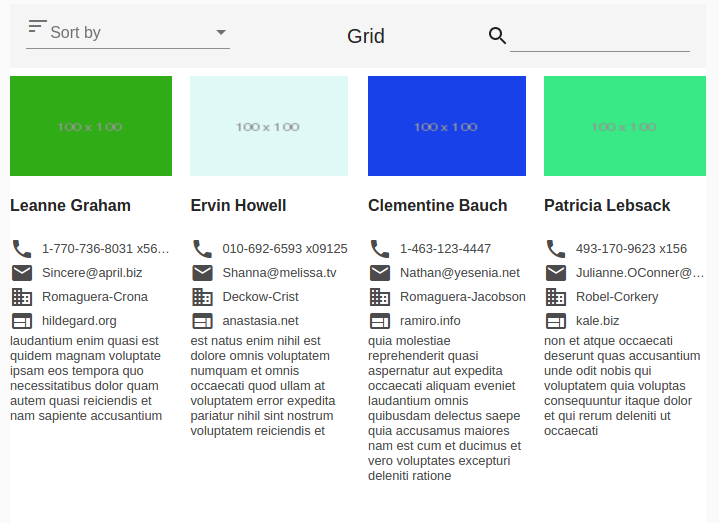 Sort by
Grid
100 x 100
100 x 100
100 x 100
100 x 100
Leanne Graham
1-770-736-8031 x56...
Sincere@april.biz
Romaguera-Crona
hildegard.org
laudantium enim quasi est
quidem magnam voluptate
ipsam eos tempora quo
necessitatibus dolor quam
autem quasi reiciendis et
nam sapiente accusantium
Ervin Howell
010-692-6593 x09125
Shanna@melissa.tv
Deckow-Crist
anastasia.net
est natus enim nihil est
dolore omnis voluptatem
numquam et omnis
occaecati quod ullam at
voluptatem error expedita
pariatur nihil sint nostrum
voluptatem reiciendis et
Clementine Bauch
1-463-123-4447
Nathan@yesenia.net
Romaguera-Jacobson
ramiro.info
quia molestiae
reprehenderit quasi
aspernatur aut expedita
occaecati aliquam eveniet
laudantium omnis
quibusdam delectus saepe
quia accusamus maiores
nam est cum et ducimus et
vero voluptates excepturi
deleniti ratione
Patricia Lebsack
493-170-9623 x156
Julianne.OConner@...
Robel-Corkery
kale.biz
non et atque occaecati
deserunt quas accusantium
unde odit nobis qui
voluptatem quia voluptas
consequuntur itaque dolor
et qui rerum deleniti ut
occaecati